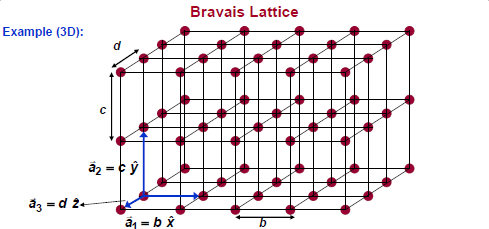 Bravais Lattice
Example (3D):
d
c
a⃗₂ = c ŷ
a⃗₃ = d ẑ
a⃗₁ = b x̂
b